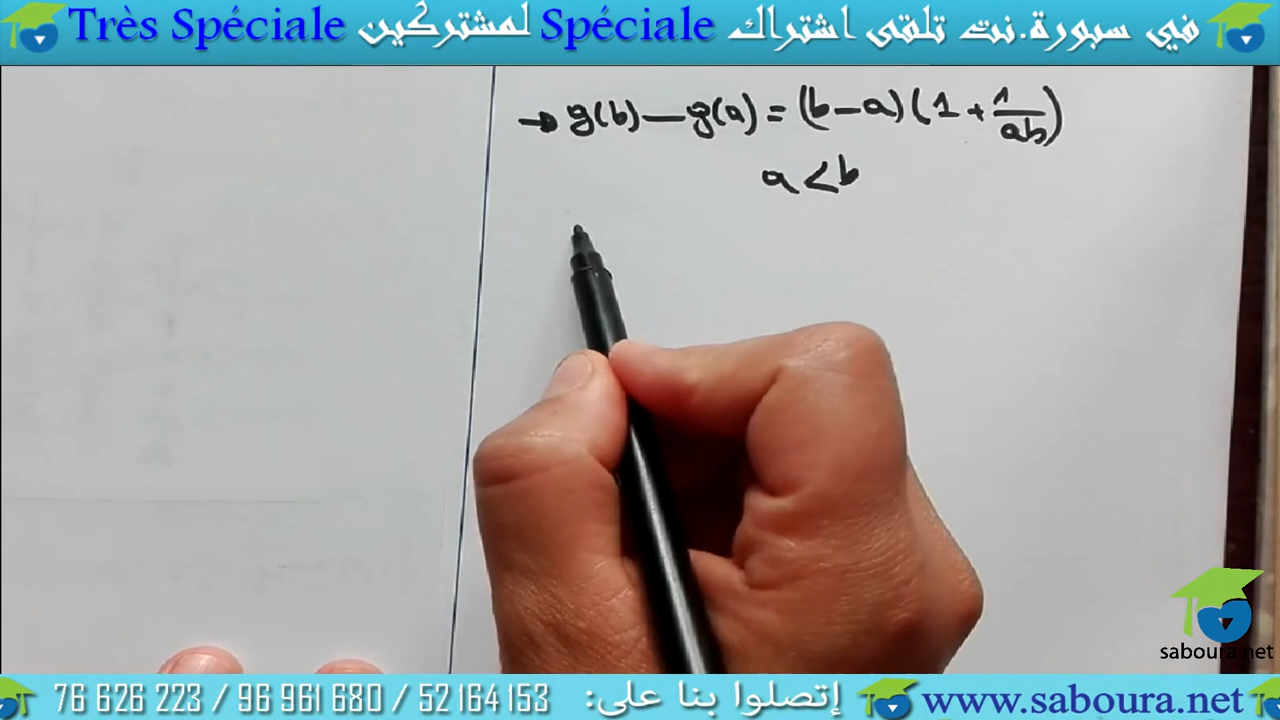 في سبورة.نت تلقى اشتراك Spéciale لمشتركين Très Spéciale
→ g(b) — g(a) = (b-a)(1 + 1/ab)
a < b
saboura.net
76 626 223 / 96 961 680 / 52 164 153 إتصلوا بنا على: www.saboura.net